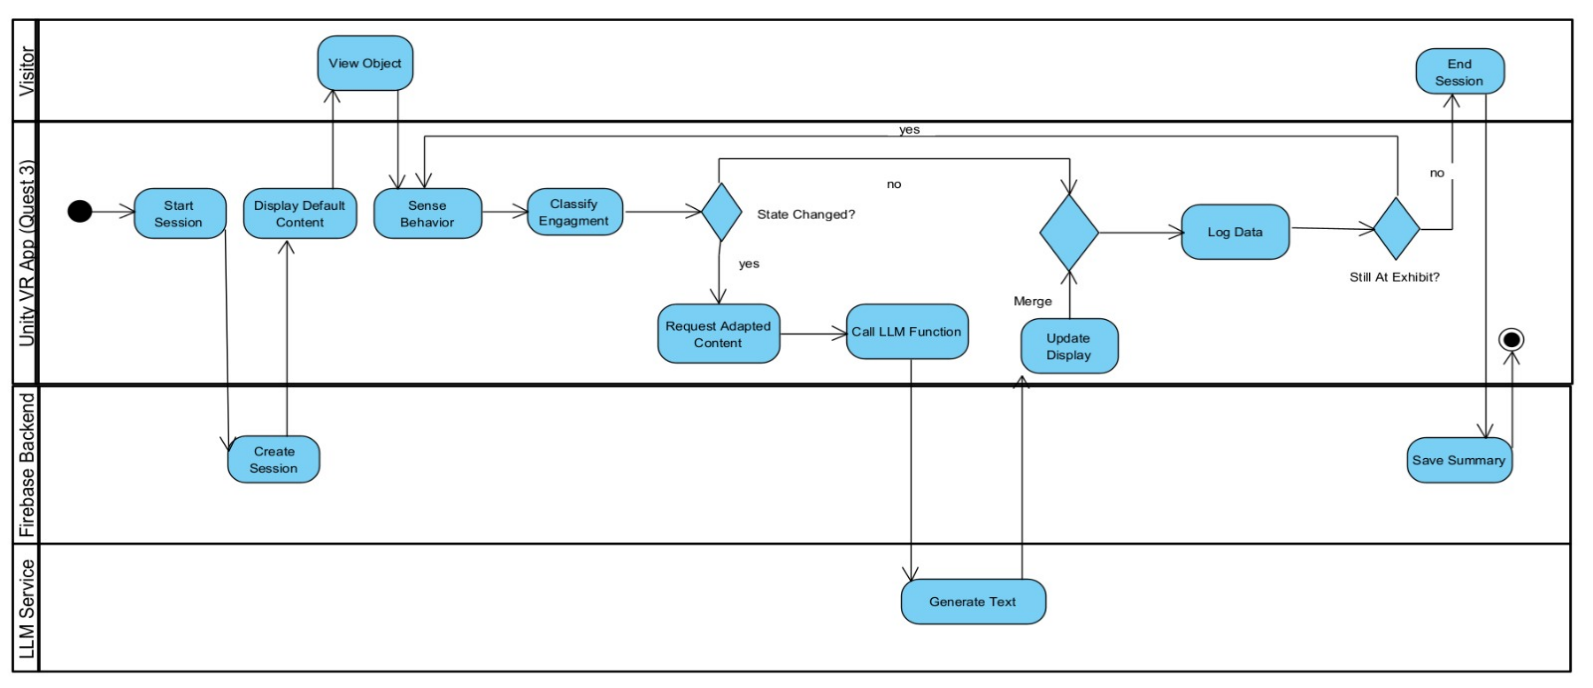 Visitor
View Object
End
Session
Unity VR App (Quest 3)
yes
Start
Session
Display Default
Content
Sense
Behavior
Classify
Engagment
State Changed?
no
yes
Request Adapted
Content
Call LLM Function
Merge
Update
Display
Log Data
no
Still At Exhibit?
Firebase Backend
Create
Session
Save Summary
LLM Service
Generate Text